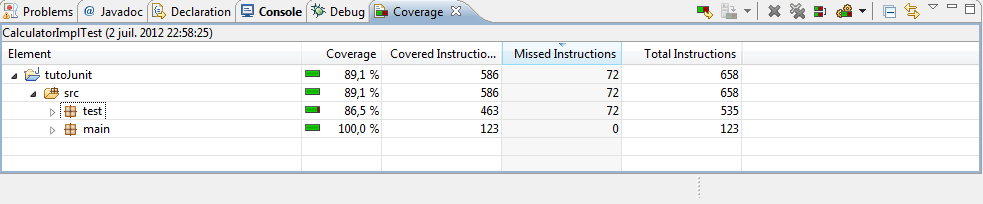 Problems @ Javadoc Declaration Console Debug Coverage
CalculatorImplTest (2 juil. 2012 22:58:25)
Element Coverage Covered Instructio... Missed Instructions Total Instructions
tutoJunit 89,1 % 586 72 658
src 89,1 % 586 72 658
test 86,5 % 463 72 535
main 100,0 % 123 0 123